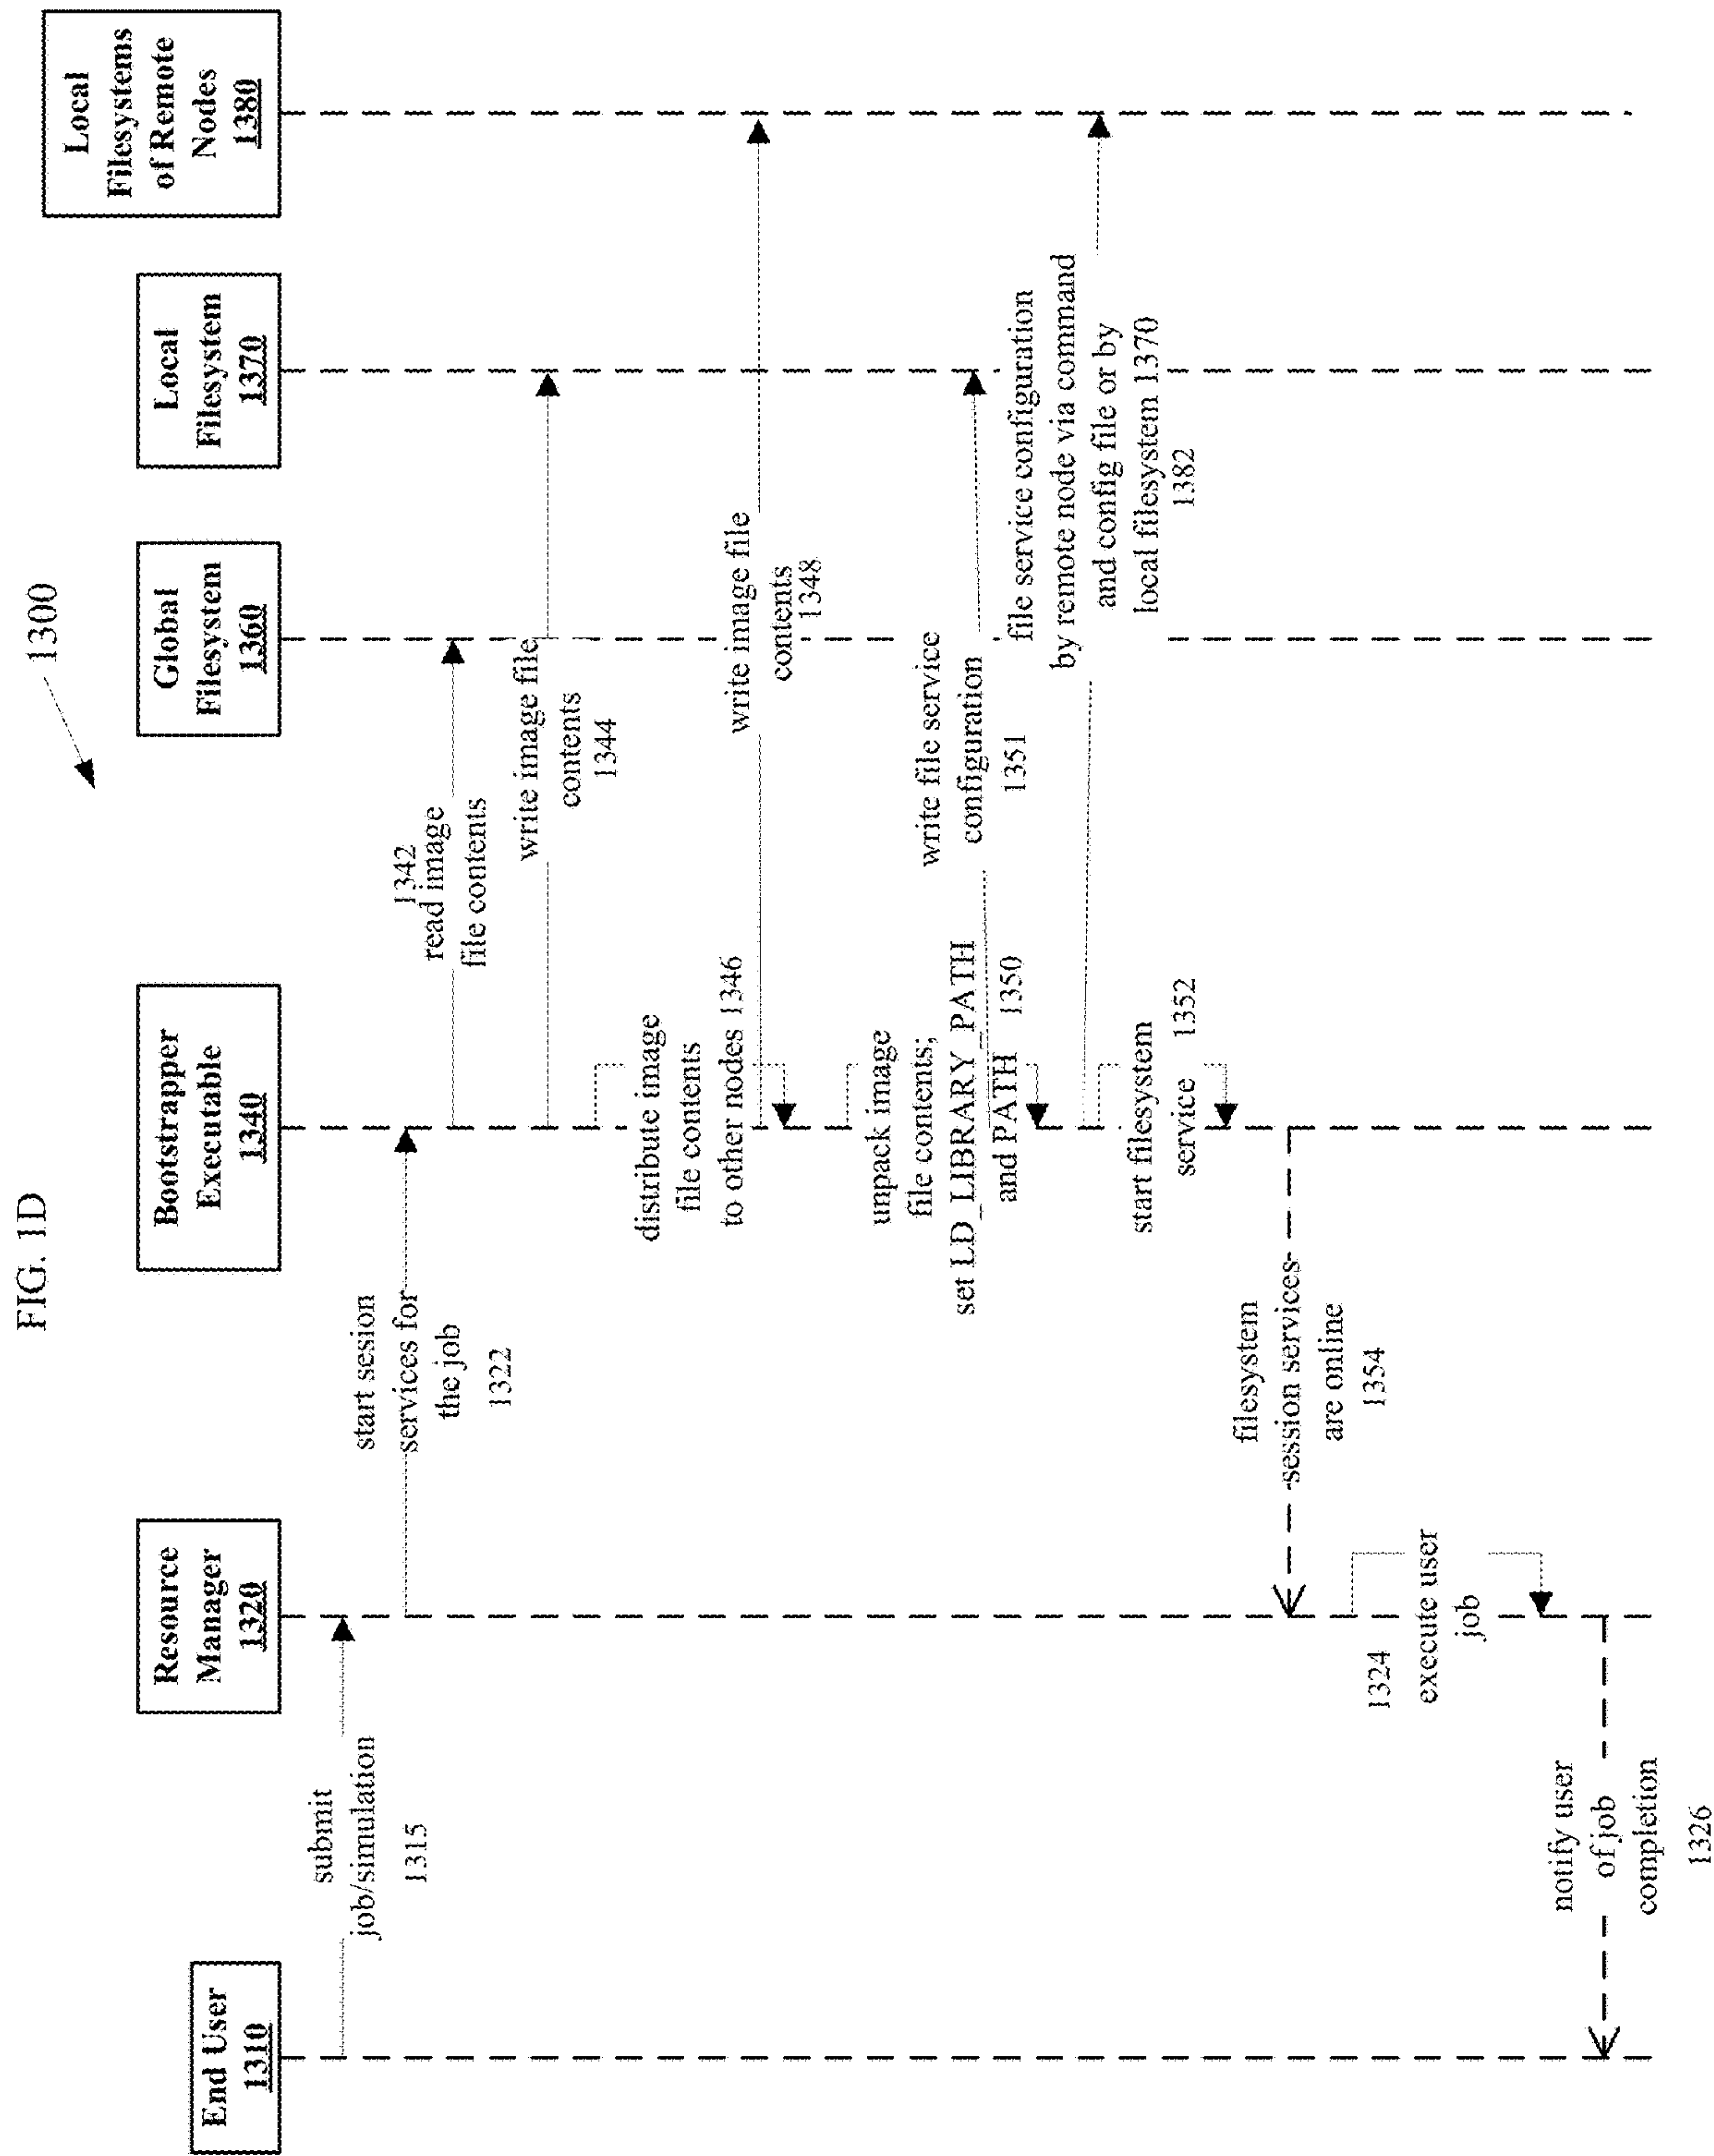 FIG. 1D
1300
End User
1310
Resource
Manager
1320
Bootstrapper
Executable
1340
Global
Filesystem
1360
Local
Filesystem
1370
Local
Filesystems
of Remote
Nodes
1380
submit
job/simulation
1315
start sesion
services for
the job
1322
1342
read image
file contents
write image file
contents
1344
distribute image
file contents
to other nodes 1346
write image file
contents
1348
unpack image
file contents;
set LD_LIBRARY_PATH
and PATH 1350
write file service
configuration
1351
file service configuration
by remote node via command
and config file or by
local filesystem 1370
1382
start filesystem
service 1352
filesystem
session services
are online
1354
1324
execute user
job
notify user
of job
completion
1326